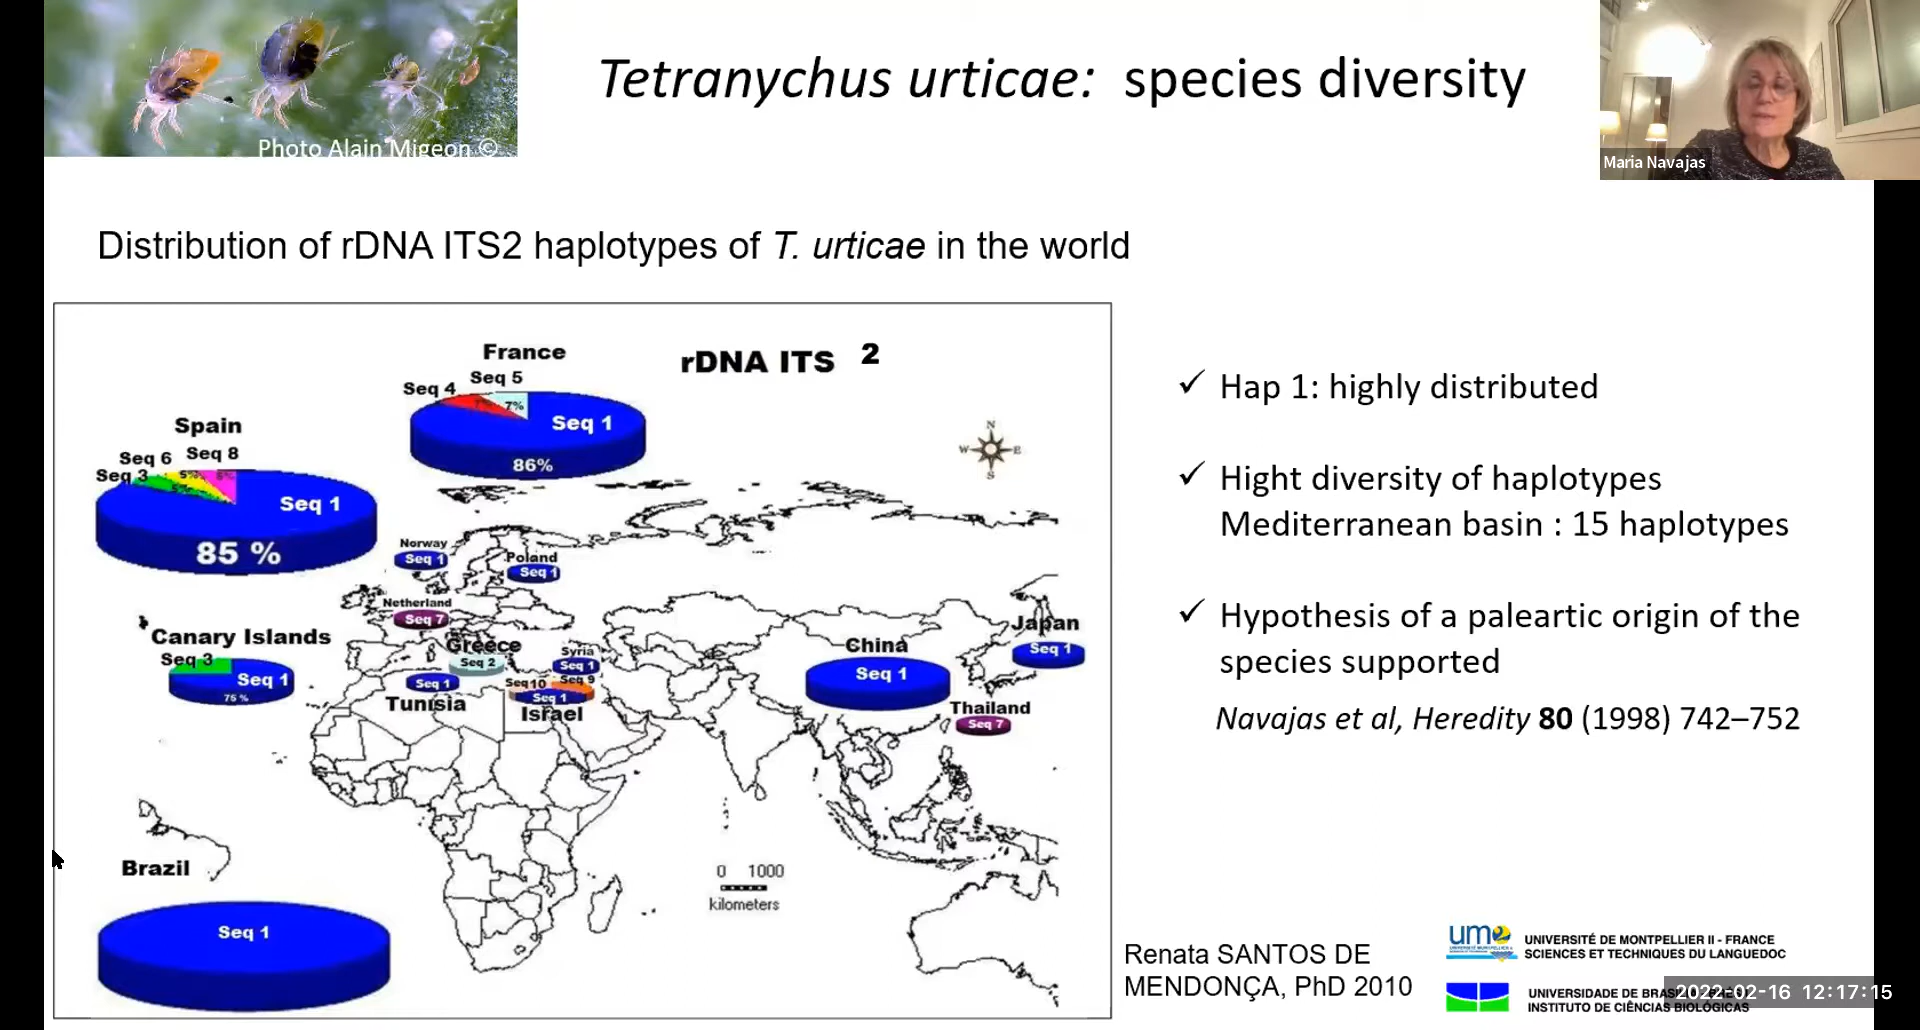 Photo Alain Migeon ©
Tetranychus urticae: species diversity
Maria Navajas
Distribution of rDNA ITS2 haplotypes of T. urticae in the world
rDNA ITS 2
France
Seq 4
Seq 5
7%
Seq 1
86%
Spain
Seq 6
Seq 8
Seq 3
5%
5%
Seq 1
85 %
N
W
E
S
Norway
Seq 1
Poland
Seq 1
Netherland
Seq 7
Canary Islands
Seq 3
Seq 1
75 %
Greece
Seq 2
Syria
Seq 1
Seq 1
Tunisia
Seq10
Seq 9
Seq 1
Israel
China
Seq 1
Japan
Seq 1
Thailand
Seq 7
Brazil
Seq 1
0 1000
kilometers
✓ Hap 1: highly distributed
✓ Hight diversity of haplotypes
Mediterranean basin : 15 haplotypes
✓ Hypothesis of a paleartic origin of the
species supported
Navajas et al, Heredity 80 (1998) 742–752
Renata SANTOS DE
MENDONÇA, PhD 2010
um2
UNIVERSITÉ DE MONTPELLIER II - FRANCE
SCIENCES ET TECHNIQUES DU LANGUEDOC
UNIVERSIDADE DE
INSTITUTO DE CIÊNCIAS BIOLÓGICAS
2022-02-16 12:17:15